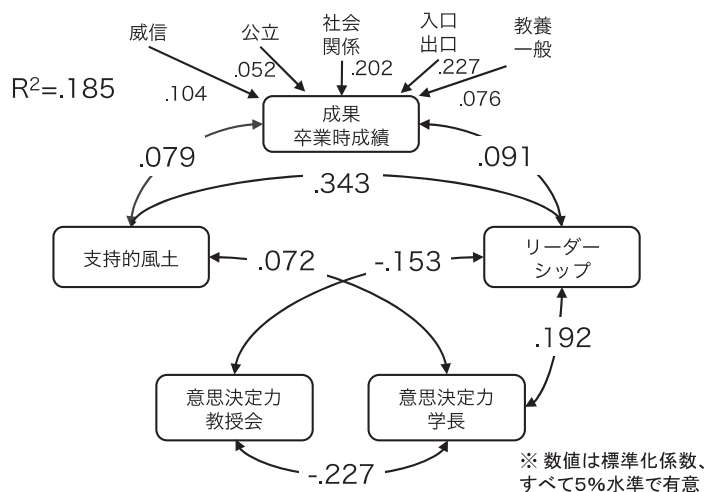 威信
公立
社会
関係
入口
出口
教養
一般
R²=.185
.104
.052
.202
.227
.076
成果
卒業時成績
.079
.091
.343
支持的風土
リーダー
シップ
.072
-.153
.192
意思決定力
教授会
意思決定力
学長
-.227
※ 数値は標準化係数、
すべて5%水準で有意